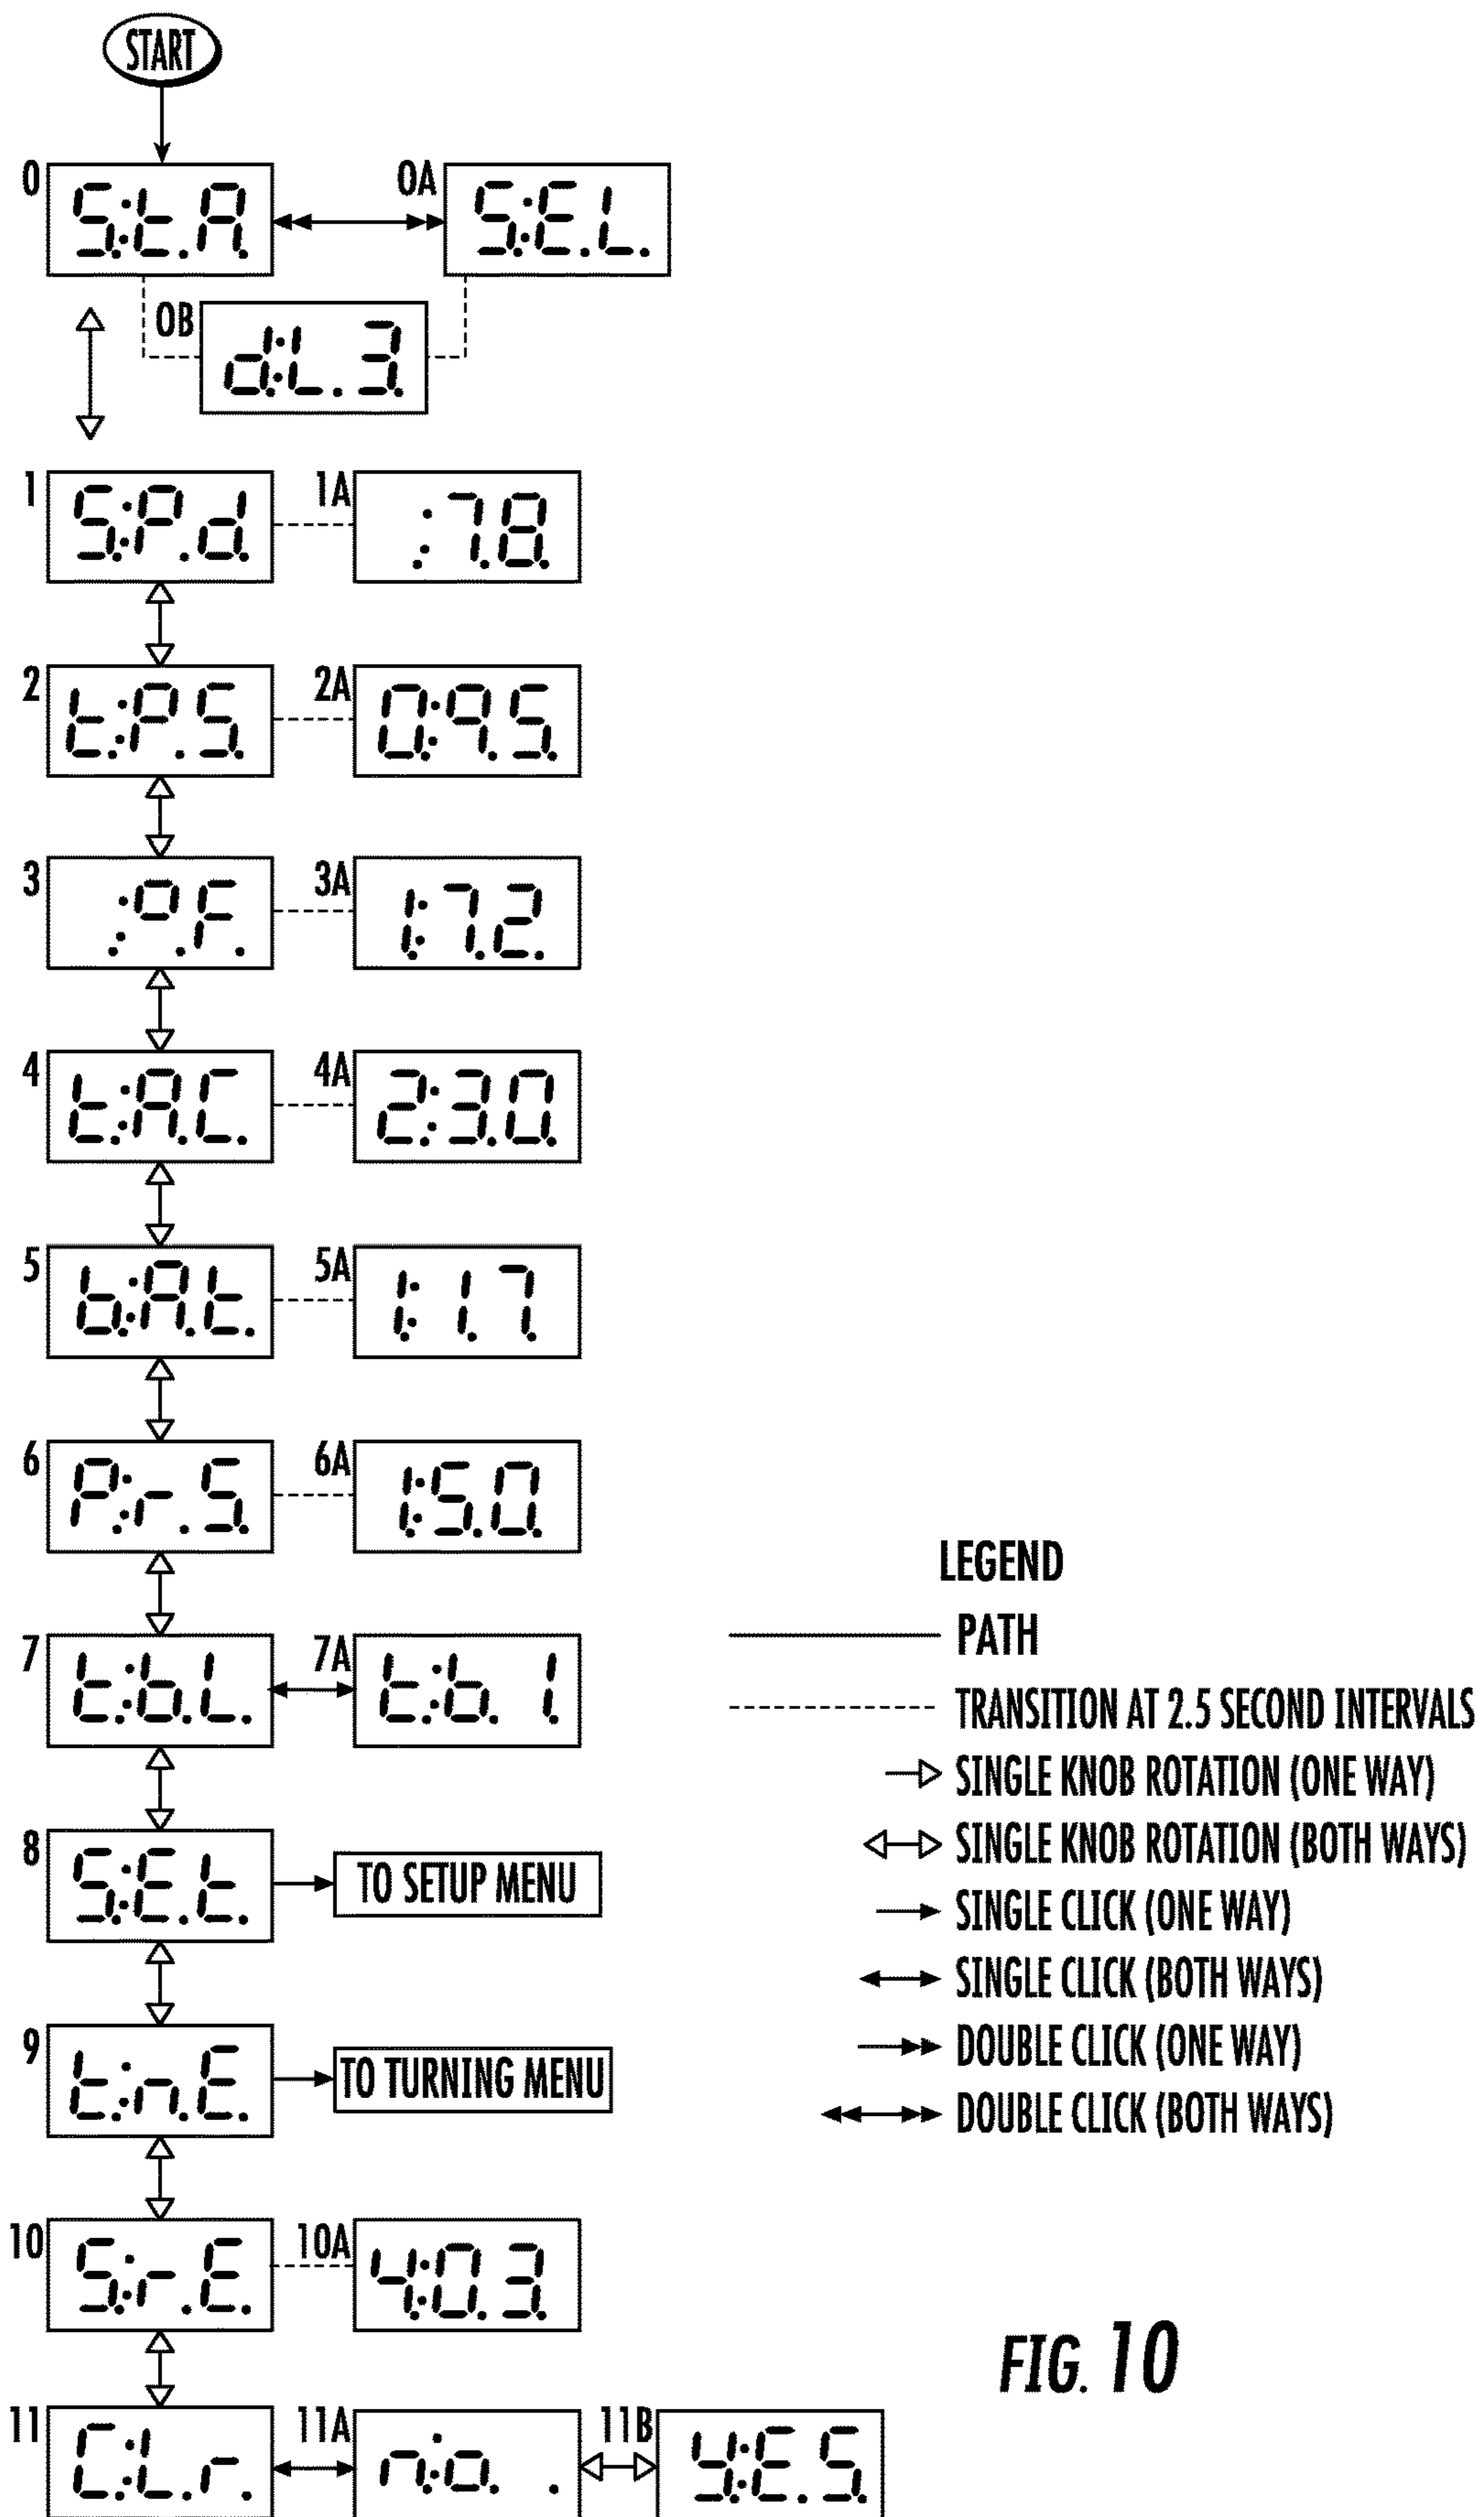 START
0 S:t.A. 0A S:E.L.
0B d:L.3.
1 S:P.d. 1A :7.8.
2 t:P.S. 2A 0:9.5.
3 :°.F. 3A 1:7.2.
4 t:A.C. 4A 2:3.0.
5 b:A.t. 5A 1:1.7.
6 P:r.S. 6A 1:5.0.
7 t:b.L. 7A t:b.1
8 S:E.t. TO SETUP MENU
9 t:n.E. TO TURNING MENU
10 S:r.E. 10A 4:0.3.
11 C:L.r. 11A n:o. . 11B Y:E.S.
LEGEND
PATH
TRANSITION AT 2.5 SECOND INTERVALS
SINGLE KNOB ROTATION (ONE WAY)
SINGLE KNOB ROTATION (BOTH WAYS)
SINGLE CLICK (ONE WAY)
SINGLE CLICK (BOTH WAYS)
DOUBLE CLICK (ONE WAY)
DOUBLE CLICK (BOTH WAYS)
FIG. 10